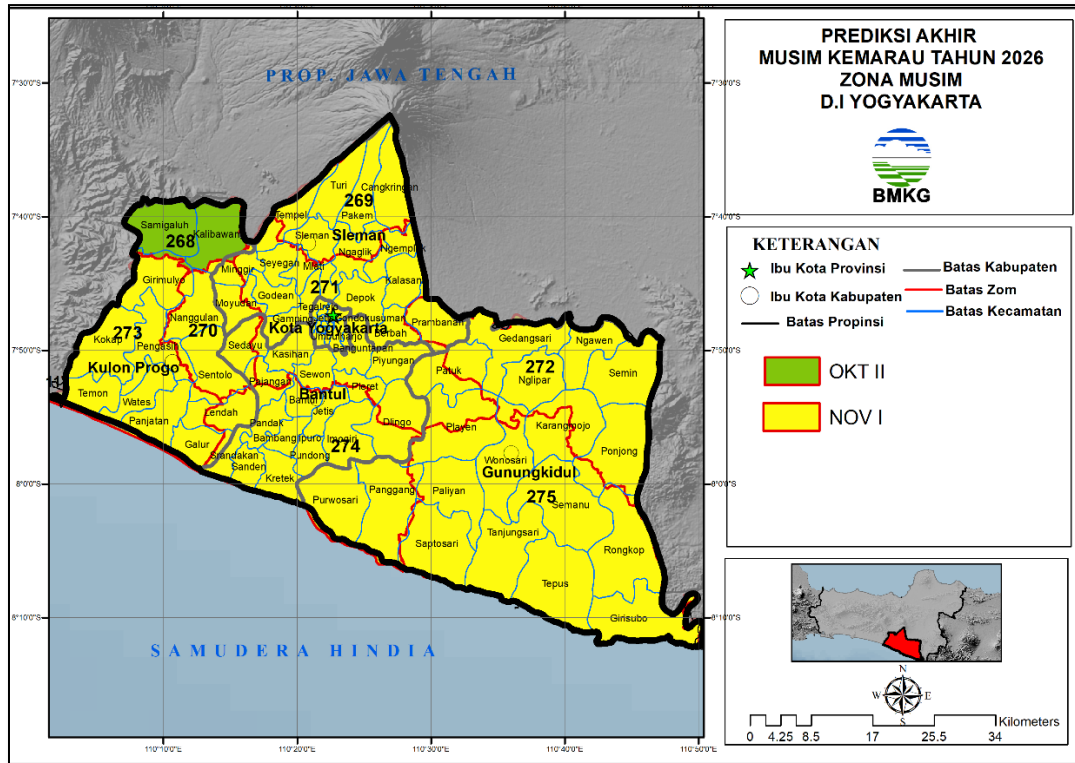 PREDIKSI AKHIR
MUSIM KEMARAU TAHUN 2026
ZONA MUSIM
D.I YOGYAKARTA
BMKG
KETERANGAN
Ibu Kota Provinsi
Ibu Kota Kabupaten
Batas Propinsi
Batas Kabupaten
Batas Zom
Batas Kecamatan
OKT II
NOV I
N
W E
S
Kilometers
0 4.25 8.5 17 25.5 34
PROP. JAWA TENGAH
7°30'0"S
7°40'0"S
7°50'0"S
8°0'0"S
8°10'0"S
Turi
Cangkringan
269
Tempel
Pakem
Samigaluh
Kalibawang
268
Sleman
Sleman
Ngaglik
Ngemplak
Minggir
Seyegan
Mlati
Girimulyo
271
Kalasan
Godean
Depok
Moyudan
Tegalrejo
273
Nanggulan
270
Gamping
Gondokusuman
Prambanan
Kota Yogyakarta
Berbah
Kokap
Pengasih
Umbulharjo
Sedayu
Banguntapan
Kasihan
Piyungan
Gedangsari
Ngawen
Kulon Progo
272
Patuk
Semin
Sentolo
Sewon
Nglipar
Temon
Pajangan
Pleret
Bantul
Wates
Bantul
Lendah
Jetis
Panjatan
Pandak
Dlingo
Playen
Karangmojo
Galur
Bambanglipuro
Imogiri
274
Srandakan
Pundong
Ponjong
Sanden
Wonosari
Gunungkidul
Kretek
Panggang
Paliyan
275
Purwosari
Semanu
Tanjungsari
Saptosari
Rongkop
Tepus
Girisubo
SAMUDERA HINDIA
110°10'0"E 110°20'0"E 110°30'0"E 110°40'0"E 110°50'0"E